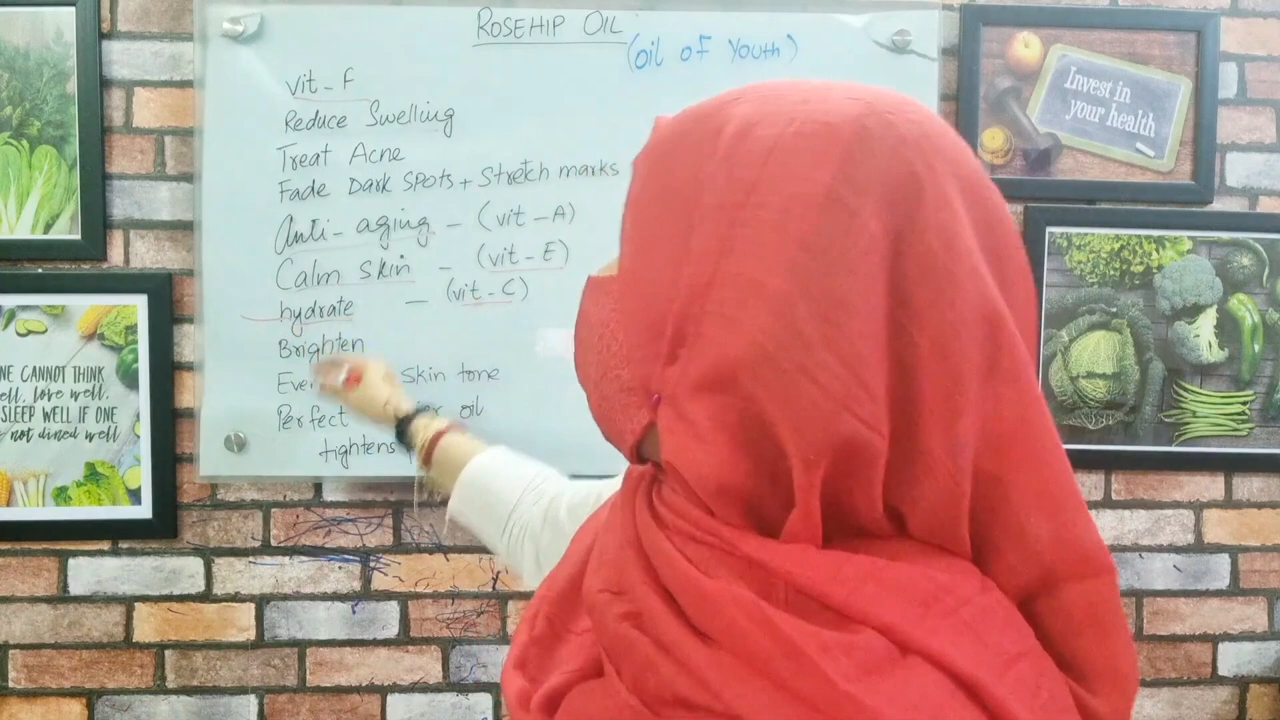 ROSEHIP OIL
(oil of Youth)
vit-F
Reduce Swelling
Treat Acne
Fade Dark spots + Stretch marks
Anti-aging - (vit-A)
Calm skin - (vit-E)
hydrate - (vit-C)
Brighten
skin tone
Perfect oil
tightens
Invest in
your health
NE CANNOT THINK
ell, love well,
SLEEP WELL IF ONE
not dined well